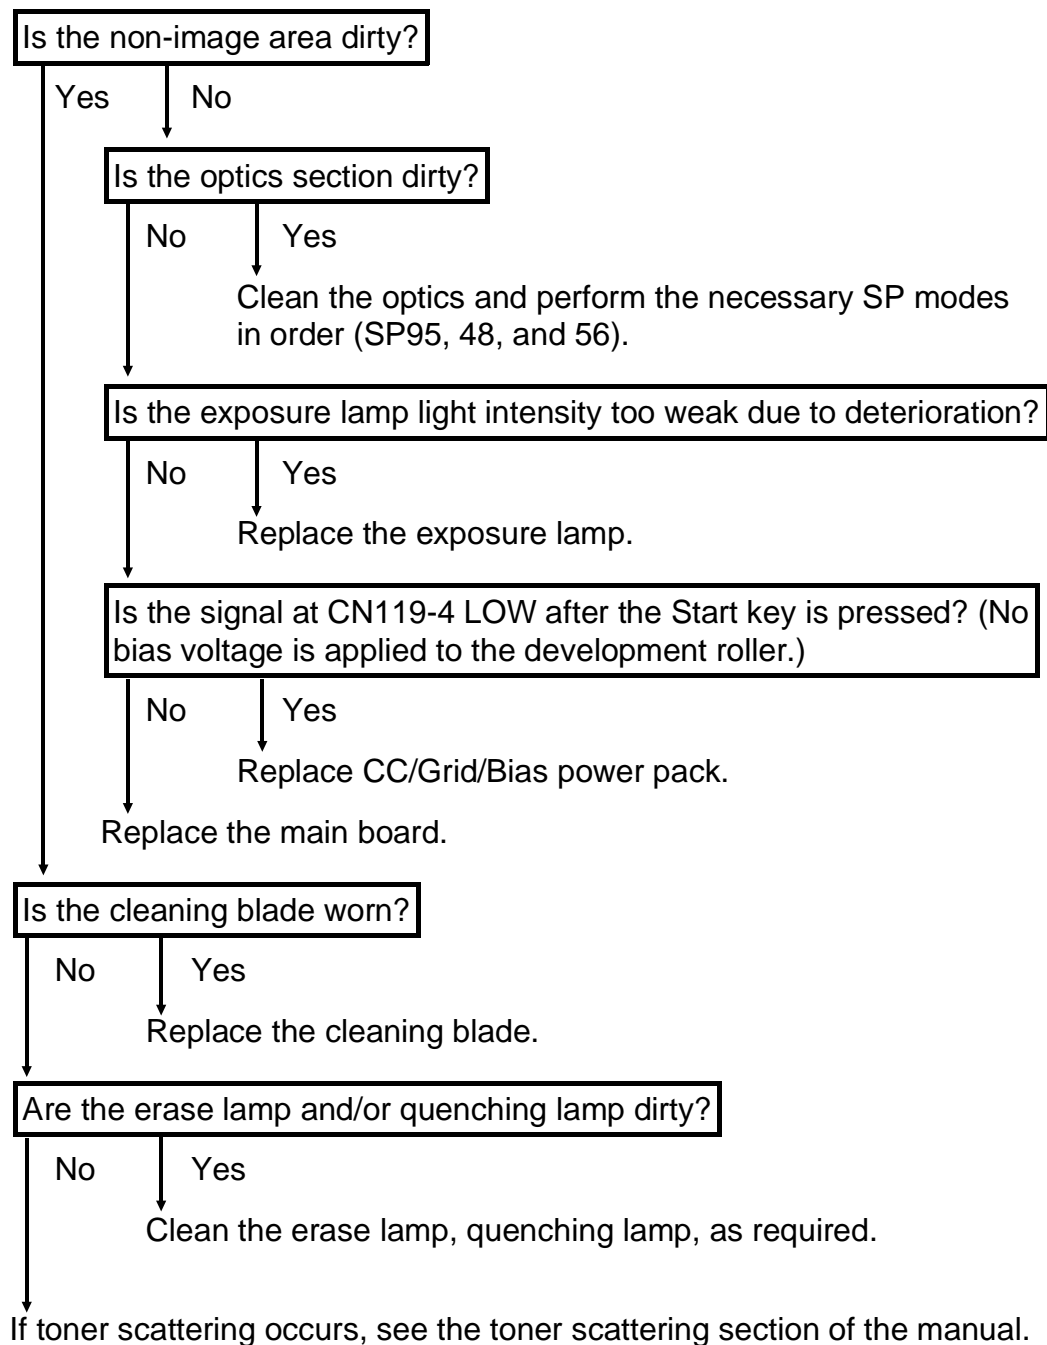 Is the non-image area dirty?
Yes No
Is the optics section dirty?
No Yes
Clean the optics and perform the necessary SP modes
in order (SP95, 48, and 56).
Is the exposure lamp light intensity too weak due to deterioration?
No Yes
Replace the exposure lamp.
Is the signal at CN119-4 LOW after the Start key is pressed? (No
bias voltage is applied to the development roller.)
No Yes
Replace CC/Grid/Bias power pack.
Replace the main board.
Is the cleaning blade worn?
No Yes
Replace the cleaning blade.
Are the erase lamp and/or quenching lamp dirty?
No Yes
Clean the erase lamp, quenching lamp, as required.
If toner scattering occurs, see the toner scattering section of the manual.